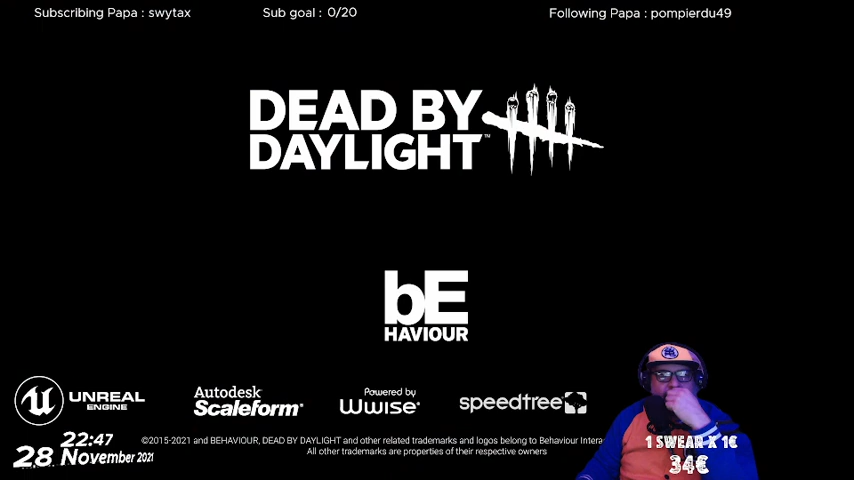 Subscribing Papa : swytax
Sub goal : 0/20
Following Papa : pompierdu49
DEAD BY
DAYLIGHT™
bE
HAVIOUR
UNREAL
ENGINE
Autodesk®
Scaleform®
Powered by
Wwise®
speedtree®
22:47
28 November 2021
©2015-2021 and BEHAVIOUR, DEAD BY DAYLIGHT and other related trademarks and logos belong to Behaviour Intera
All other trademarks are properties of their respective owners
1 SWEAR X 1€
34€